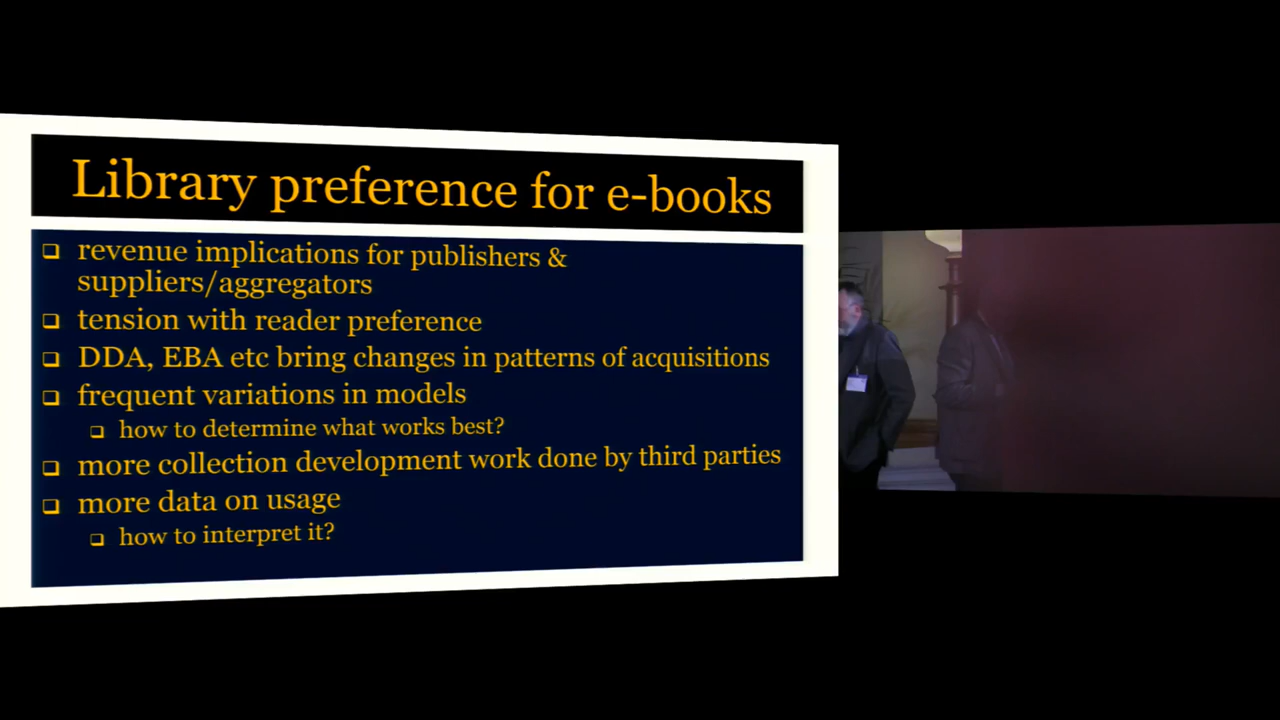 Library preference for e-books
❑ revenue implications for publishers &
suppliers/aggregators
❑ tension with reader preference
❑ DDA, EBA etc bring changes in patterns of acquisitions
❑ frequent variations in models
❑ how to determine what works best?
❑ more collection development work done by third parties
❑ more data on usage
❑ how to interpret it?